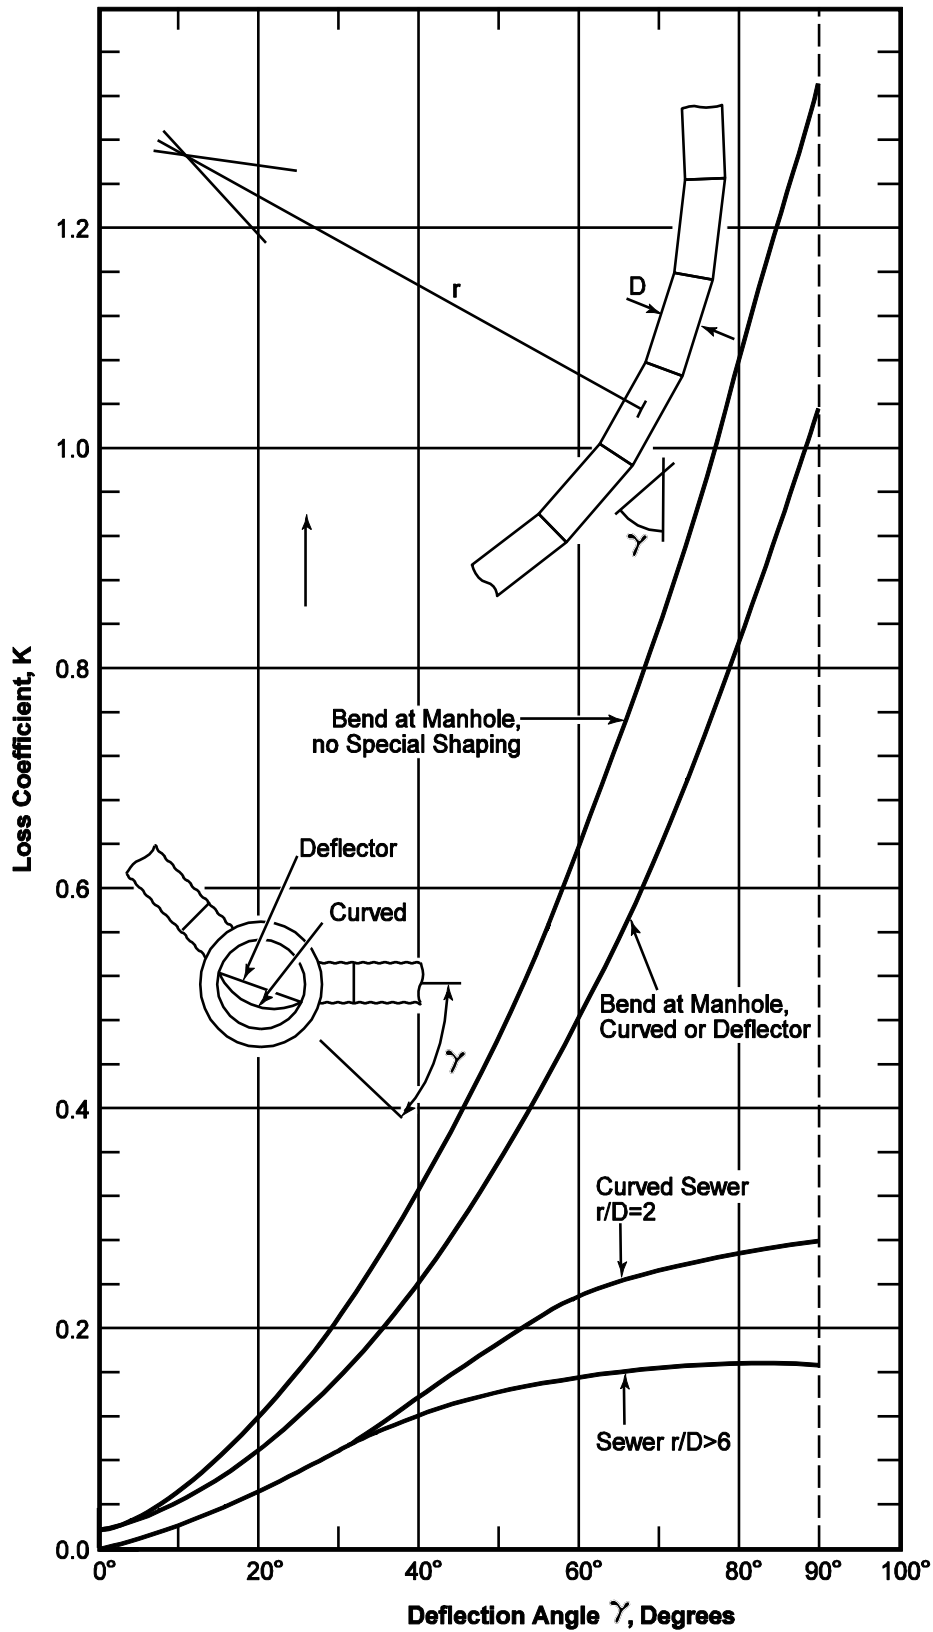 r
D
1.2
1.0
γ
0.8
Bend at Manhole,
no Special Shaping
Loss Coefficient, K
Deflector
0.6
Curved
Bend at Manhole,
Curved or Deflector
γ
0.4
Curved Sewer
r/D=2
0.2
Sewer r/D>6
0.0
0° 20° 40° 60° 80° 90° 100°
Deflection Angle γ, Degrees